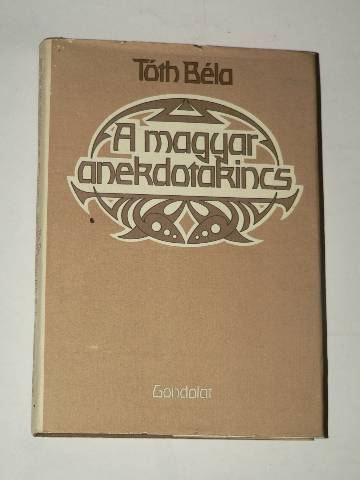 Tóth Béla
A magyar
anekdotakincs
Gondolat